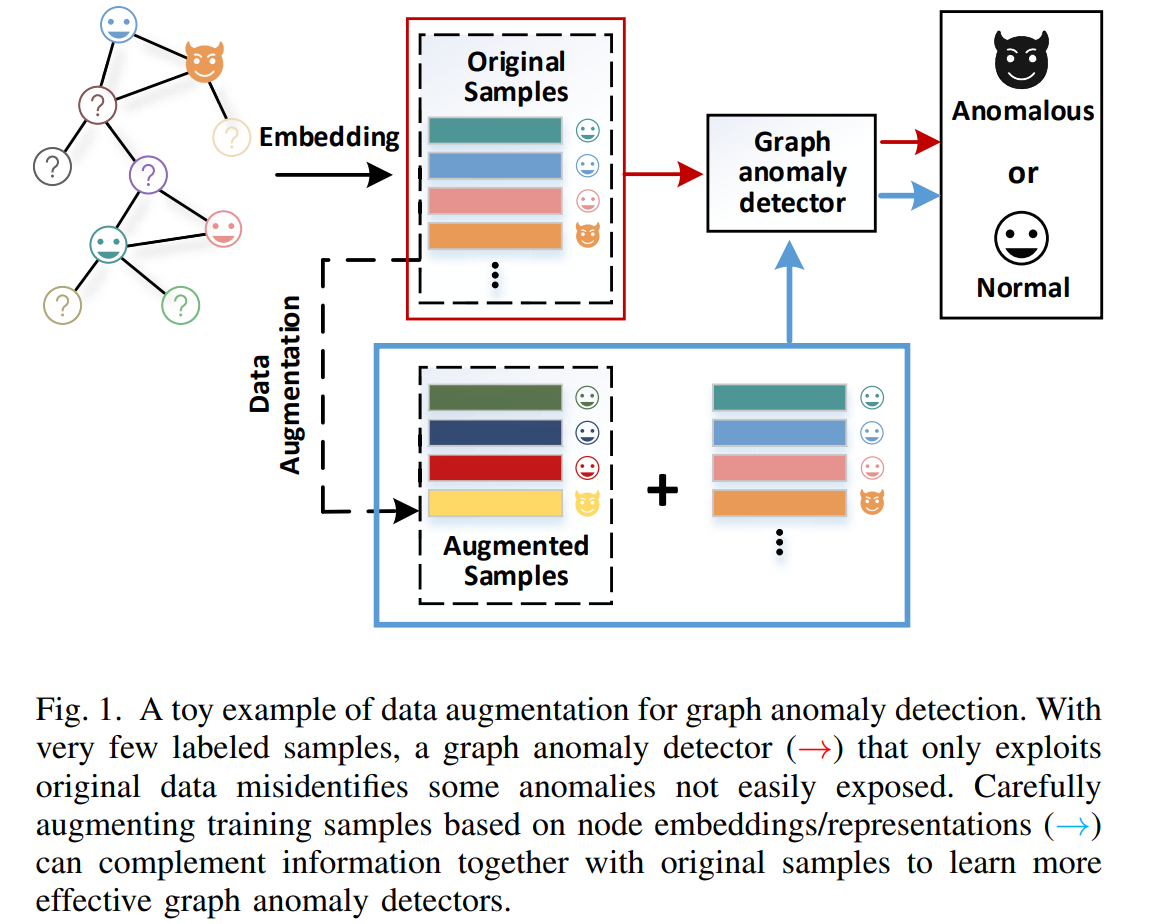 ?
?
?
?
?
?
Embedding
Original
Samples
Graph
anomaly
detector
Anomalous
or
Normal
Data
Augmentation
+
Augmented
Samples
Fig. 1. A toy example of data augmentation for graph anomaly detection. With
very few labeled samples, a graph anomaly detector (→) that only exploits
original data misidentifies some anomalies not easily exposed. Carefully
augmenting training samples based on node embeddings/representations (→)
can complement information together with original samples to learn more
effective graph anomaly detectors.